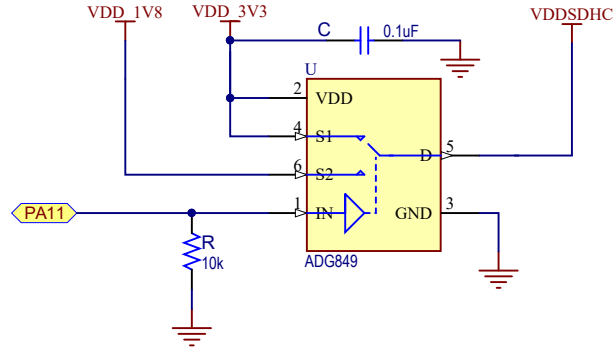 VDD_1V8
VDD_3V3
VDDSDHC
C
0.1uF
U
2
VDD
4
S1
5
D
6
S2
PA11
1
IN
3
GND
R
10k
ADG849